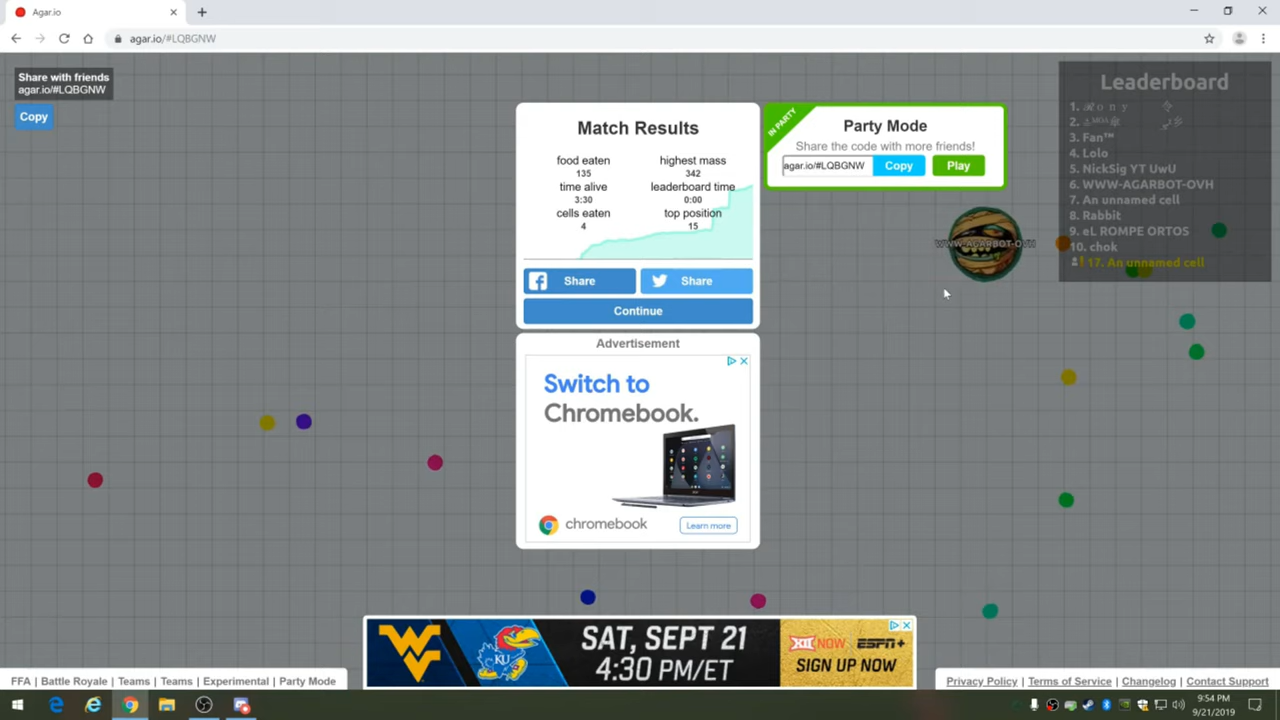 Agar.io
agar.io/#LQBGNW
Share with friends
agar.io/#LQBGNW
Copy
Match Results
food eaten
135
highest mass
342
time alive
3:30
leaderboard time
0:00
cells eaten
4
top position
15
Share
Share
Continue
IN PARTY
Party Mode
Share the code with more friends!
agar.io/#LQBGNW
Copy
Play
WWW-AGARBOT-OVH
Leaderboard
3. Fan™
4. Lolo
5. NickSig YT UwU
6. WWW-AGARBOT-OVH
7. An unnamed cell
8. Rabbit
9. eL ROMPE ORTOS
10. chok
17. An unnamed cell
Advertisement
Switch to
Chromebook.
chromebook
Learn more
WV
KU
SAT, SEPT 21
4:30 PM/ET
XII NOW ESPN+
SIGN UP NOW
FFA | Battle Royale | Teams | Teams | Experimental | Party Mode
Privacy Policy | Terms of Service | Changelog | Contact Support
9:54 PM
9/21/2019